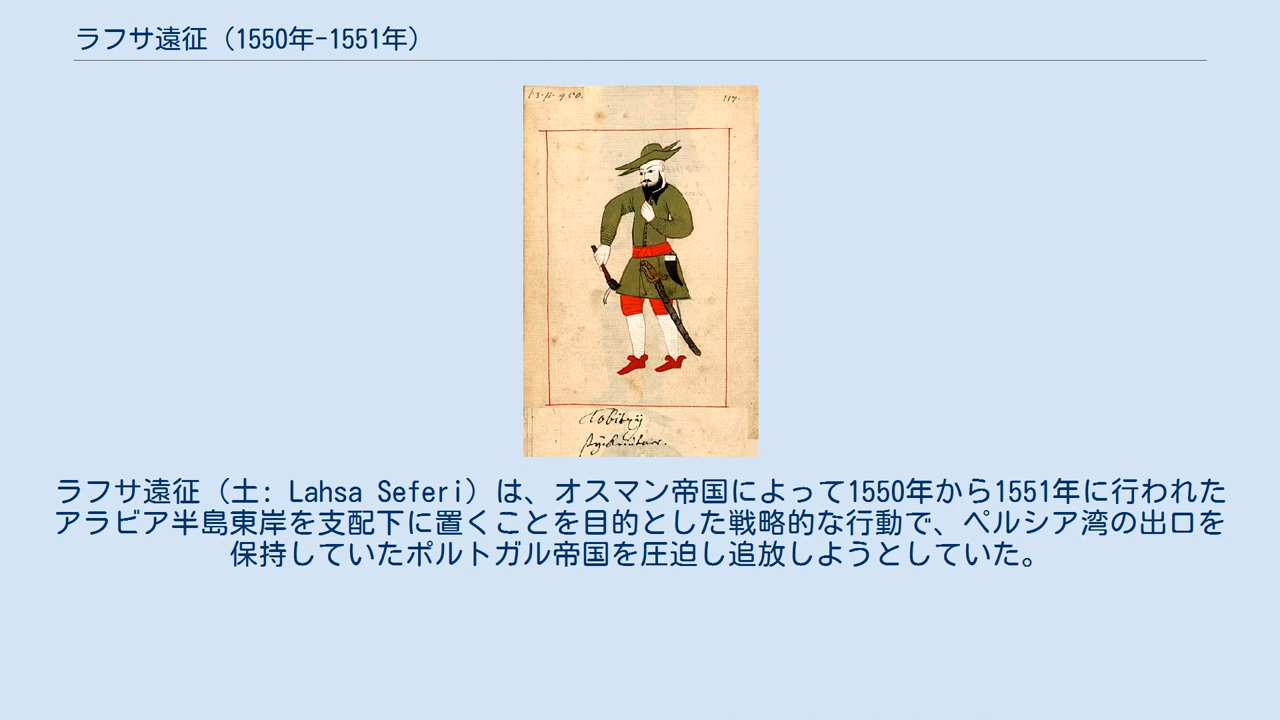 ラフサ遠征（1550年-1551年）
117.
ラフサ遠征（土: Lahsa Seferi）は、オスマン帝国によって1550年から1551年に行われた
アラビア半島東岸を支配下に置くことを目的とした戦略的な行動で、ペルシア湾の出口を
保持していたポルトガル帝国を圧迫し追放しようとしていた。